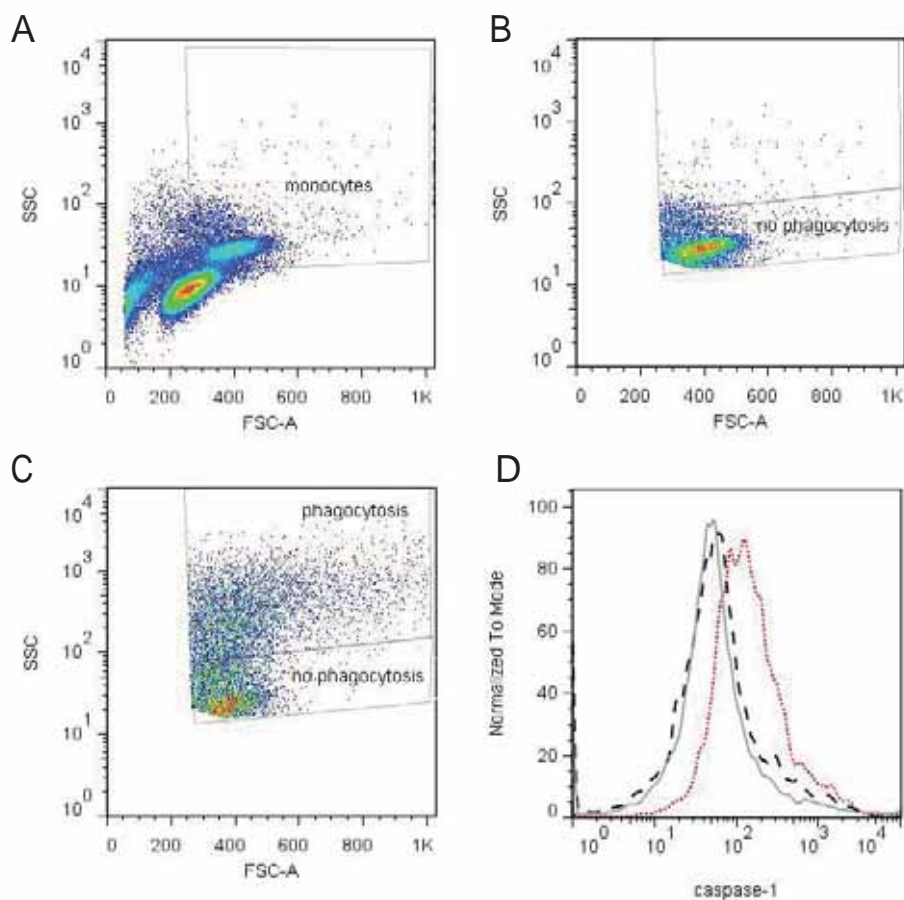 A
SSC
10^4
10^3
10^2
10^1
10^0
monocytes
0 200 400 600 800 1K
FSC-A
B
SSC
10^4
10^3
10^2
10^1
10^0
no phagocytosis
0 200 400 600 800 1K
FSC-A
C
SSC
10^4
10^3
10^2
10^1
10^0
phagocytosis
no phagocytosis
0 200 400 600 800 1K
FSC-A
D
Normalized To Mode
100
80
60
40
20
0
10^0 10^1 10^2 10^3 10^4
caspase-1